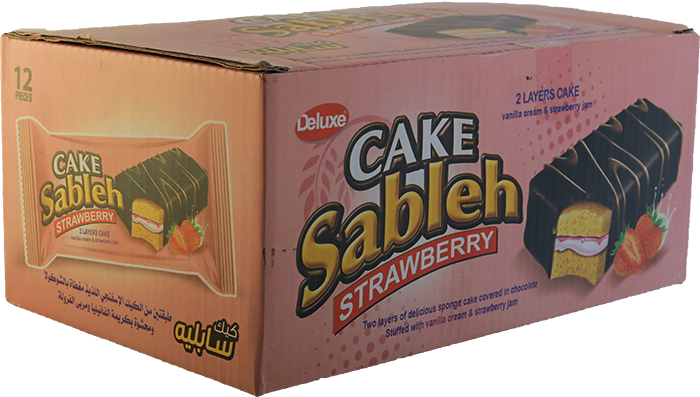 12
PIECES
CAKE
Sableh
STRAWBERRY
2 LAYERS CAKE
vanilla cream & strawberry jam
طبقتين من الكيك الإسفنجي اللذيذ مغطاة بالشوكولا
ومحشوة بكريمة الفانيليا ومربى الفرولة
كيك
سابليه
Deluxe
CAKE
Sableh
STRAWBERRY
2 LAYERS CAKE
vanilla cream & strawberry jam
Two layers of delicious sponge cake covered in chocolate
Stuffed with vanilla cream & strawberry jam